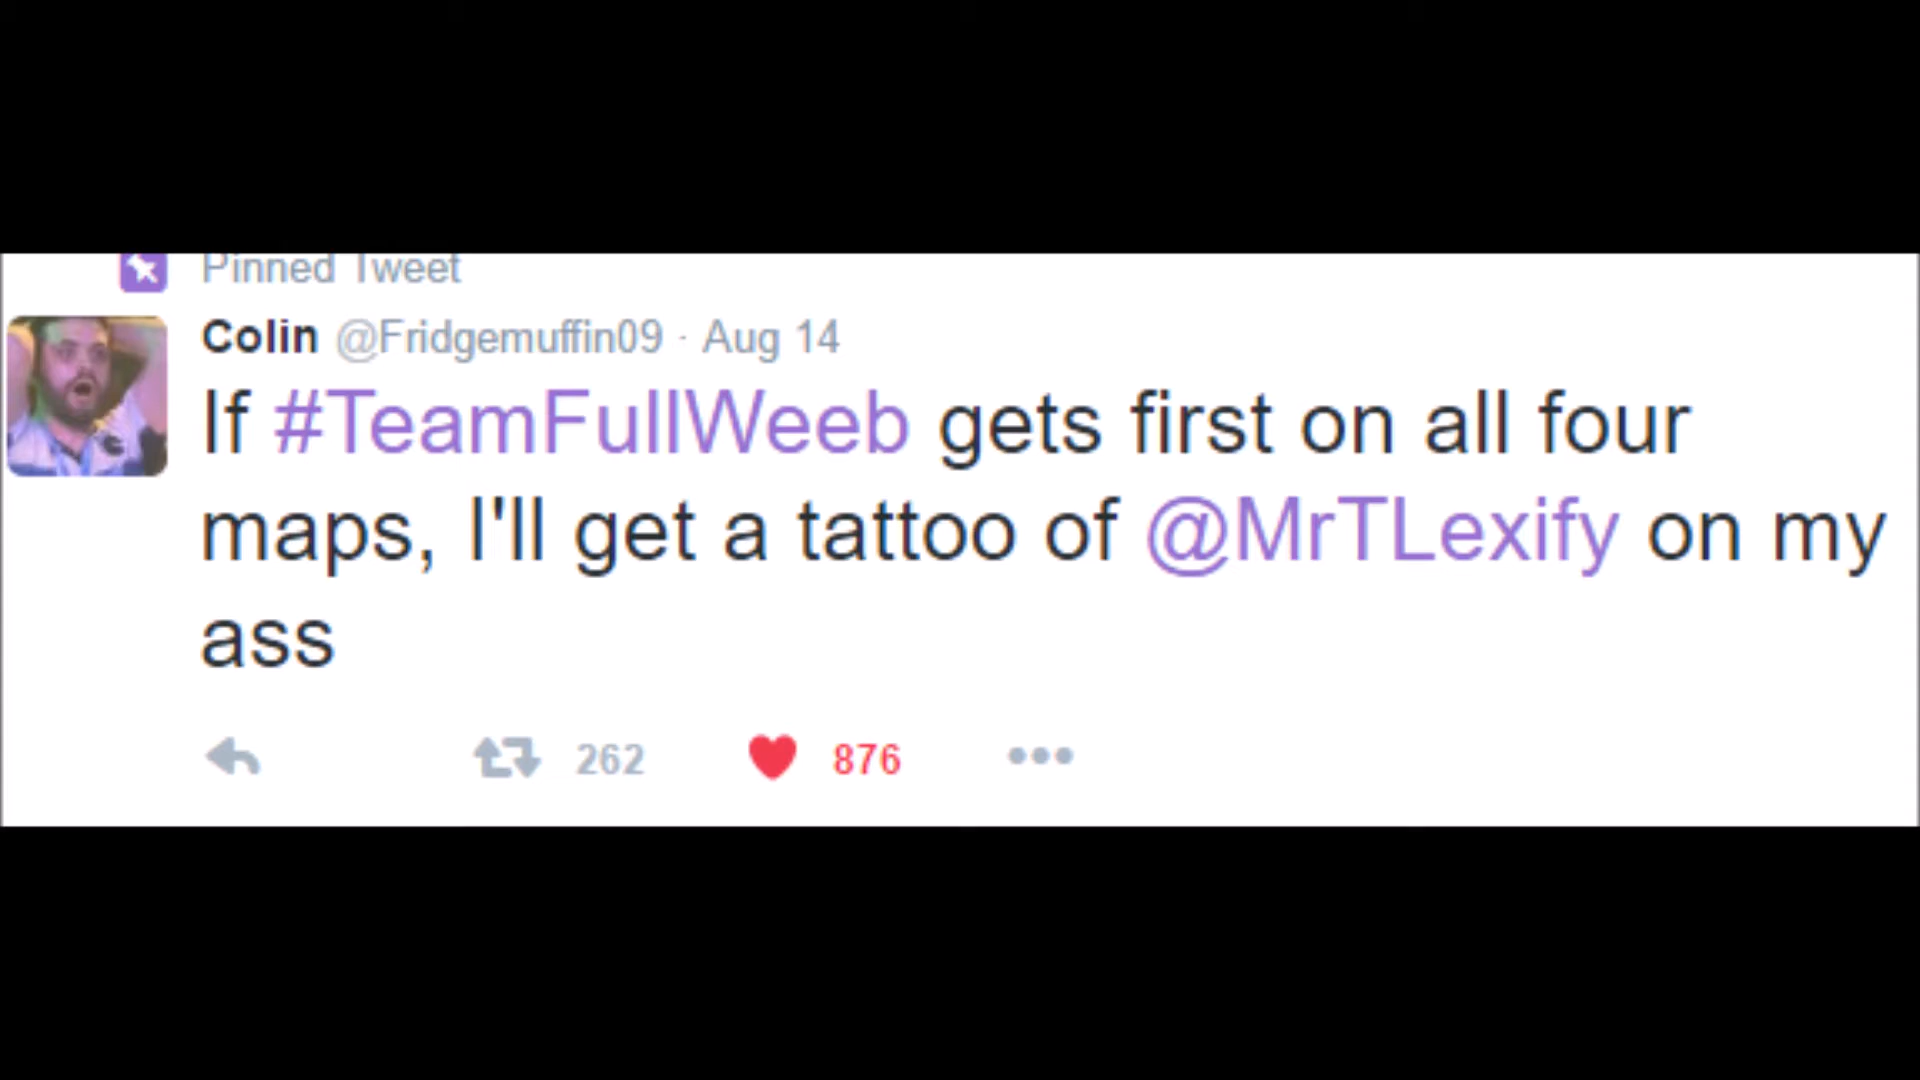 Pinned Tweet
Colin @Fridgemuffin09 · Aug 14
If #TeamFullWeeb gets first on all four
maps, I'll get a tattoo of @MrTLexify on my
ass
262 876